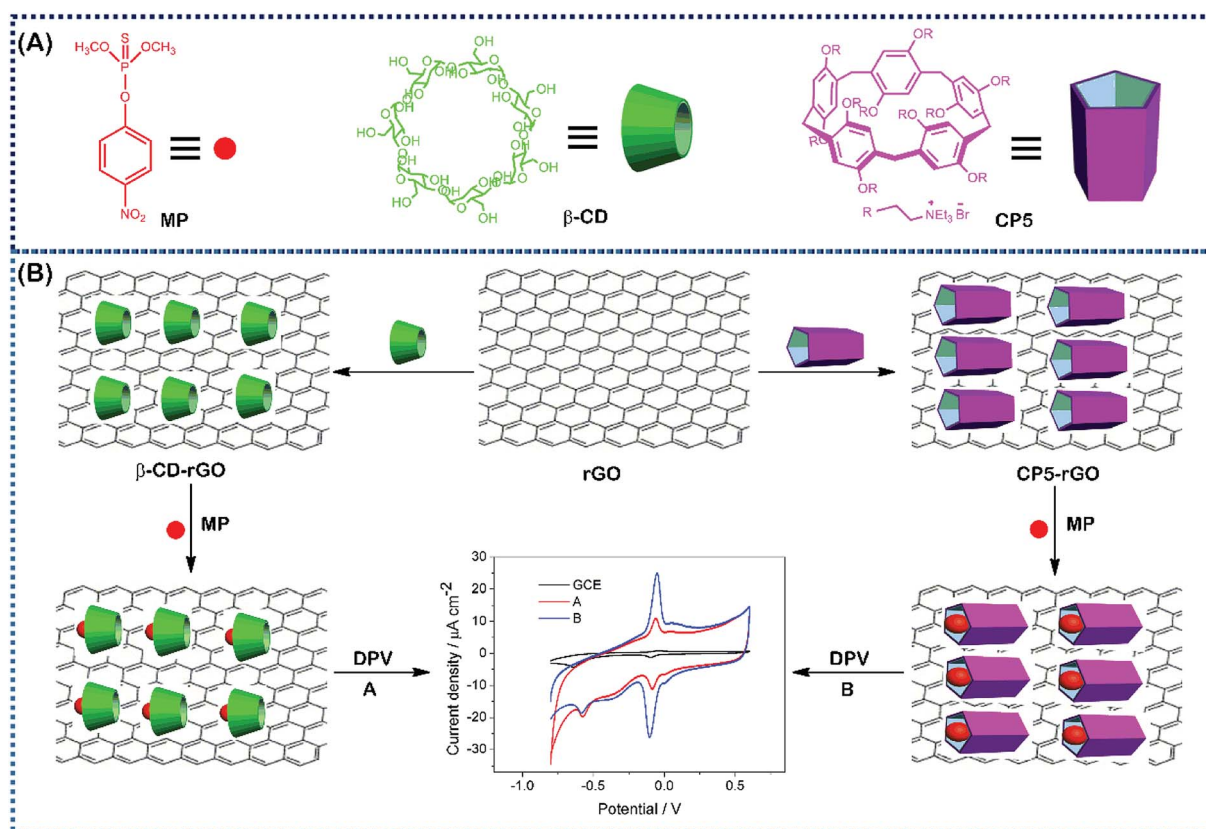 (A)
S
H₃CO
OCH₃
P
O
NO₂
MP
OH
HO
O
β-CD
OR
RO
R
NEt₃
+
Br
−
CP5
(B)
β-CD-rGO
rGO
CP5-rGO
MP
MP
DPV
A
DPV
B
GCE
A
B
Current density / μA cm⁻²
30
20
10
0
-10
-20
-30
-1.0
-0.5
0.0
0.5
Potential / V